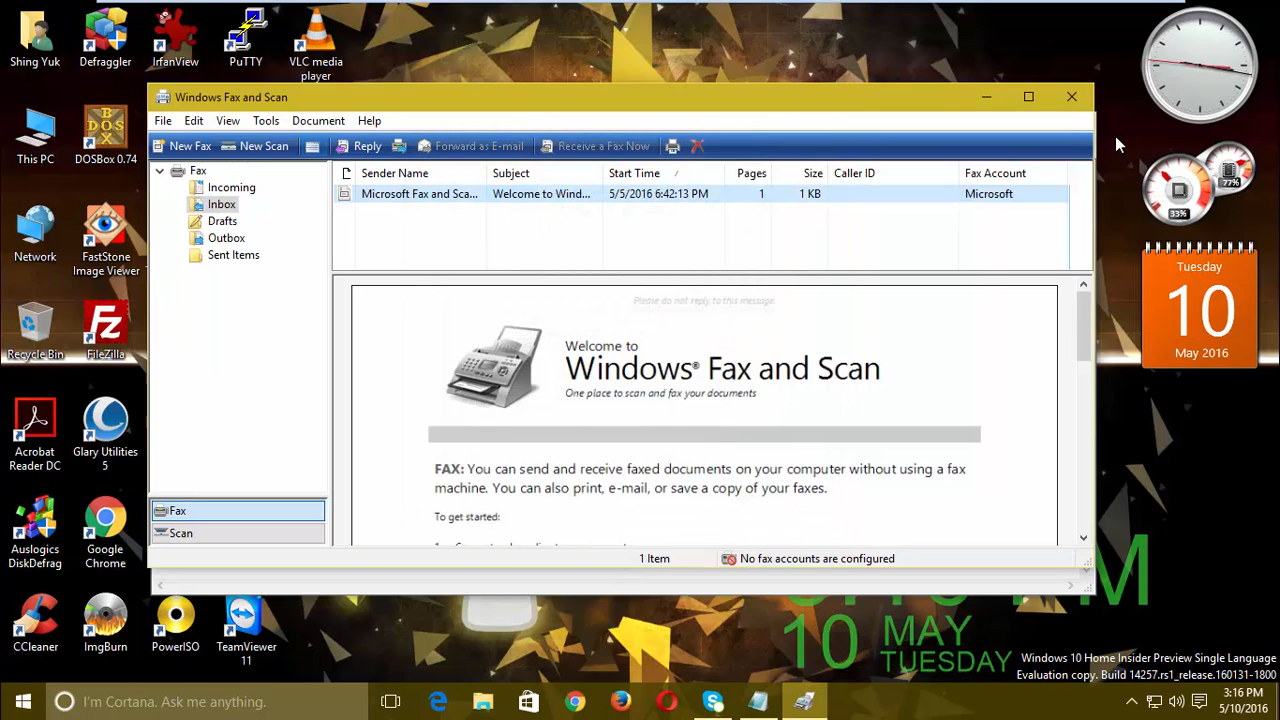 Shing Yuk
Defraggler
IrfanView
PuTTY
VLC media
player
This PC
DOSBox 0.74
Network
FastStone
Image Viewer
Recycle Bin
FileZilla
Acrobat
Reader DC
Glary Utilities
5
Auslogics
DiskDefrag
Google
Chrome
CCleaner
ImgBurn
PowerISO
TeamViewer
11
Windows Fax and Scan
File Edit View Tools Document Help
New Fax New Scan Reply Forward as E-mail Receive a Fax Now
Fax
Incoming
Inbox
Drafts
Outbox
Sent Items
Fax
Scan
Sender Name Subject Start Time Pages Size Caller ID Fax Account
Microsoft Fax and Sca... Welcome to Wind... 5/5/2016 6:42:13 PM 1 1 KB Microsoft
Please do not reply to this message.
Welcome to
Windows® Fax and Scan
One place to scan and fax your documents
FAX: You can send and receive faxed documents on your computer without using a fax
machine. You can also print, e-mail, or save a copy of your faxes.
To get started:
1 Item No fax accounts are configured
77%
33%
Tuesday
10
May 2016
10 MAY
TUESDAY
Windows 10 Home Insider Preview Single Language
Evaluation copy. Build 14257.rs1_release.160131-1800
I'm Cortana. Ask me anything.
3:16 PM
5/10/2016